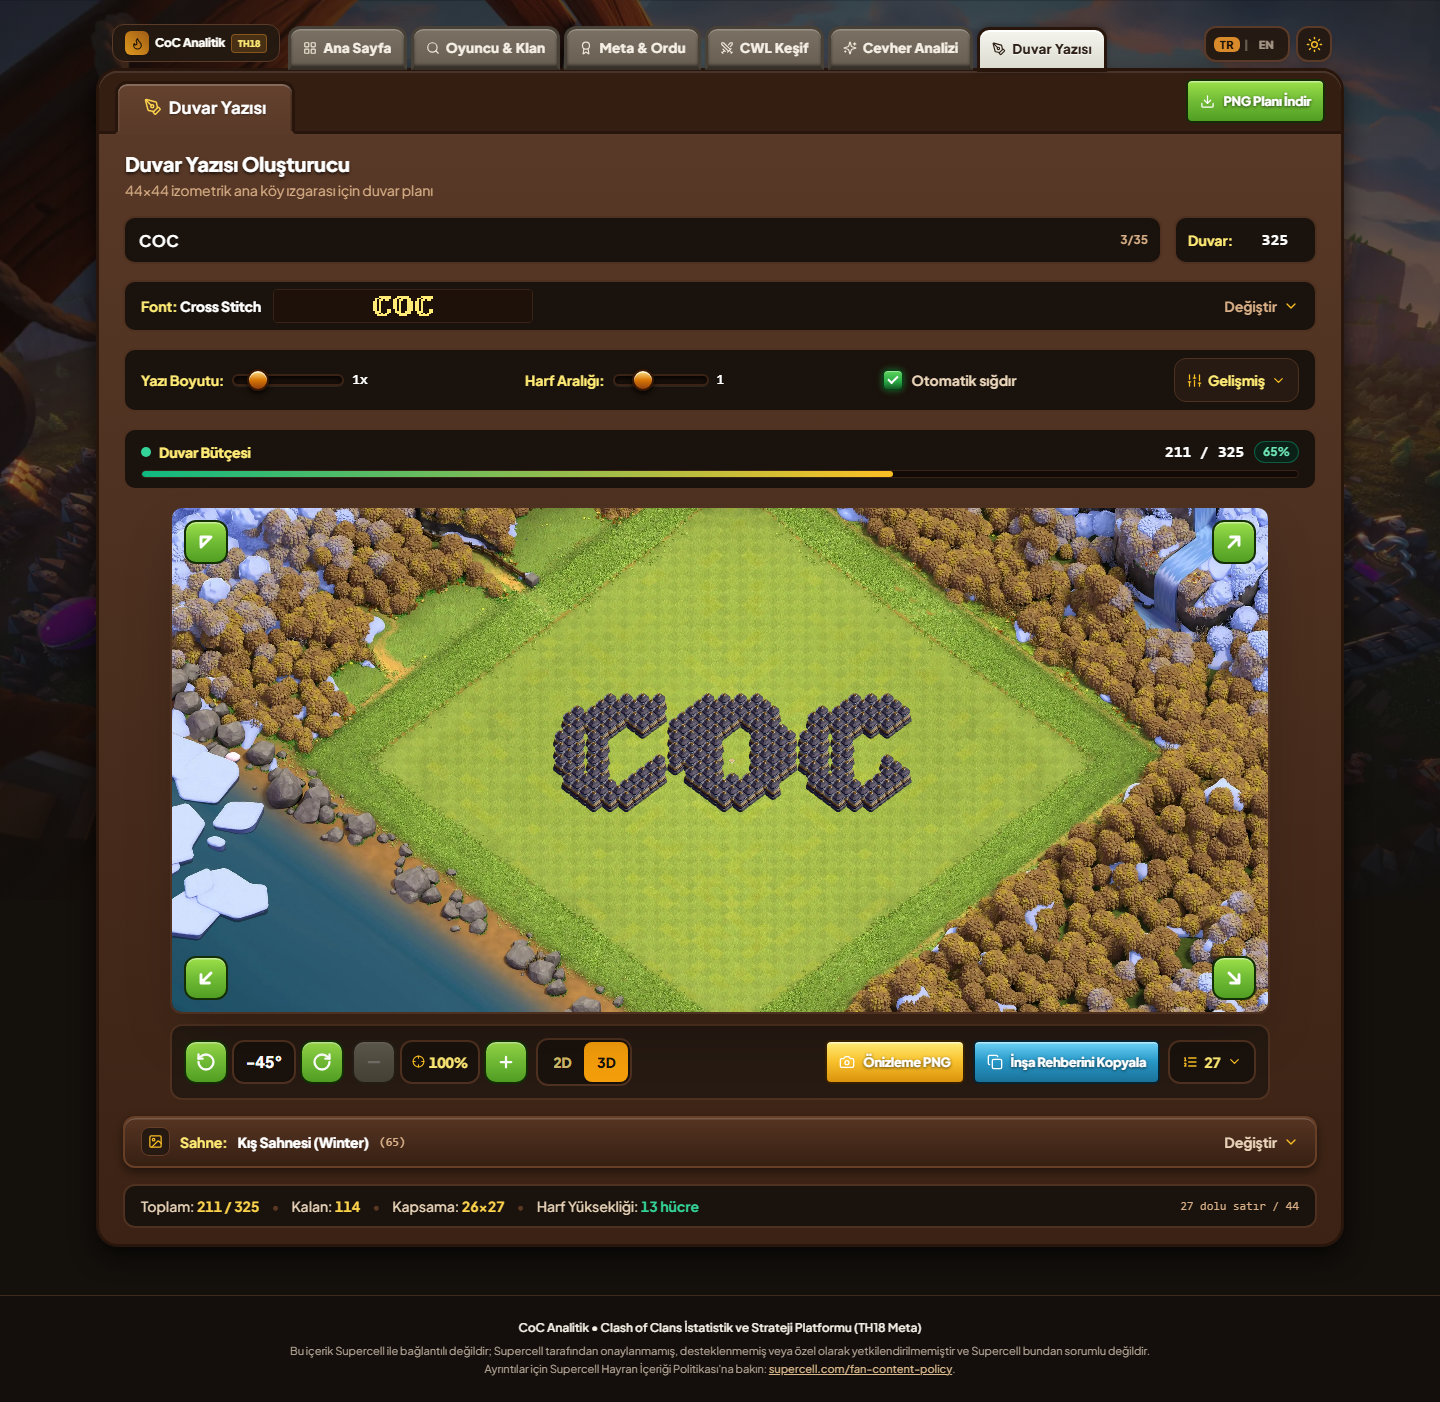 CoC Analitik TH18 Ana Sayfa Oyuncu & Klan Meta & Ordu CWL Keşif Cevher Analizi Duvar Yazısı TR | EN
Duvar Yazısı PNG Planı İndir
Duvar Yazısı Oluşturucu
44×44 izometrik ana köy ızgarası için duvar planı
COC 3/35 Duvar: 325
Font: Cross Stitch COC Değiştir
Yazı Boyutu: 1x Harf Aralığı: 1 Otomatik sığdır Gelişmiş
Duvar Bütçesi 211 / 325 65%
COC
-45° 100% 2D 3D Önizleme PNG İnşa Rehberini Kopyala 27
Sahne: Kış Sahnesi (Winter) (65) Değiştir
Toplam: 211 / 325 • Kalan: 114 • Kapsama: 26×27 • Harf Yüksekliği: 13 hücre 27 dolu satır / 44
CoC Analitik • Clash of Clans İstatistik ve Strateji Platformu (TH18 Meta)
Bu içerik Supercell ile bağlantılı değildir; Supercell tarafından onaylanmamış, desteklenmemiş veya özel olarak yetkilendirilmemiştir ve Supercell bundan sorumlu değildir.
Ayrıntılar için Supercell Hayran İçeriği Politikası'na bakın: supercell.com/fan-content-policy.